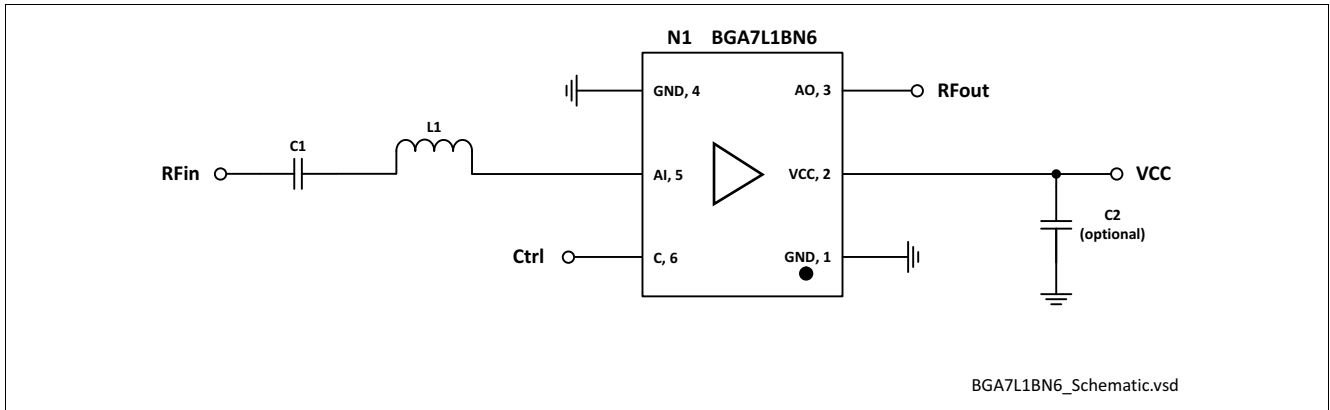 N1 BGA7L1BN6
GND, 4
AO, 3
RFout
C1
L1
RFin
AI, 5
VCC, 2
VCC
C2
(optional)
Ctrl
C, 6
GND, 1
BGA7L1BN6_Schematic.vsd